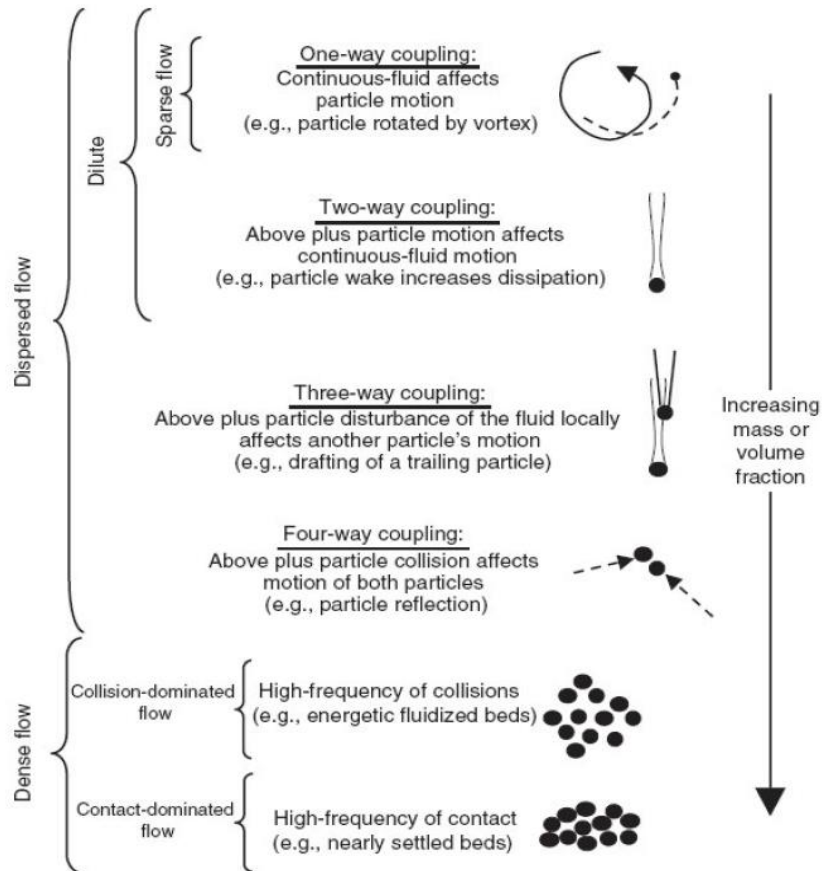 Dispersed flow
Dilute
Sparse flow
One-way coupling:
Continuous-fluid affects
particle motion
(e.g., particle rotated by vortex)
Two-way coupling:
Above plus particle motion affects
continuous-fluid motion
(e.g., particle wake increases dissipation)
Three-way coupling:
Above plus particle disturbance of the fluid locally
affects another particle's motion
(e.g., drafting of a trailing particle)
Four-way coupling:
Above plus particle collision affects
motion of both particles
(e.g., particle reflection)
Increasing
mass or
volume
fraction
Dense flow
Collision-dominated
flow
High-frequency of collisions
(e.g., energetic fluidized beds)
Contact-dominated
flow
High-frequency of contact
(e.g., nearly settled beds)